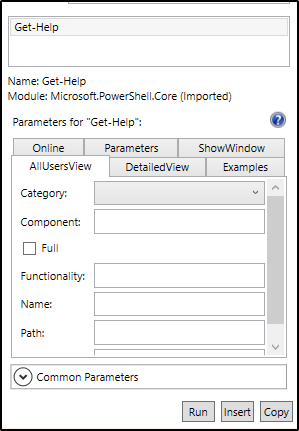 Get-Help
Name: Get-Help
Module: Microsoft.PowerShell.Core (Imported)
Parameters for "Get-Help":
?
Online Parameters ShowWindow
AllUsersView DetailedView Examples
Category:
Component:
Full
Functionality:
Name:
Path:
Common Parameters
Run Insert Copy